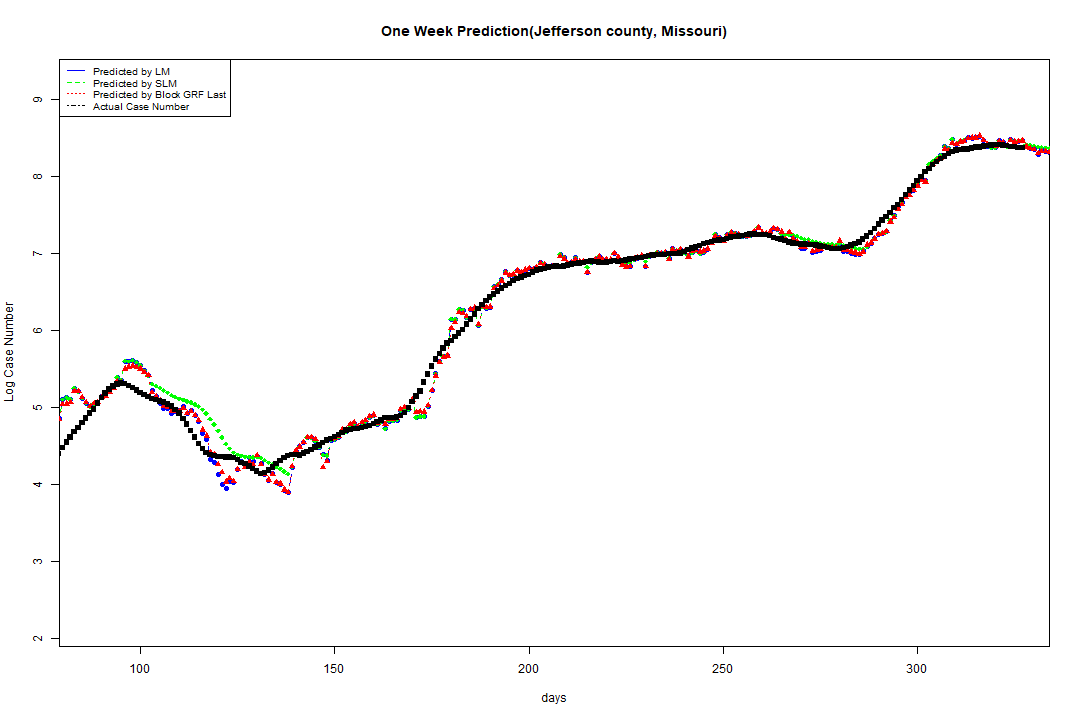 One Week Prediction(Jefferson county, Missouri)
Predicted by LM
Predicted by SLM
Predicted by Block GRF Last
Actual Case Number
9
8
7
6
5
4
3
2
Log Case Number
100 150 200 250 300
days